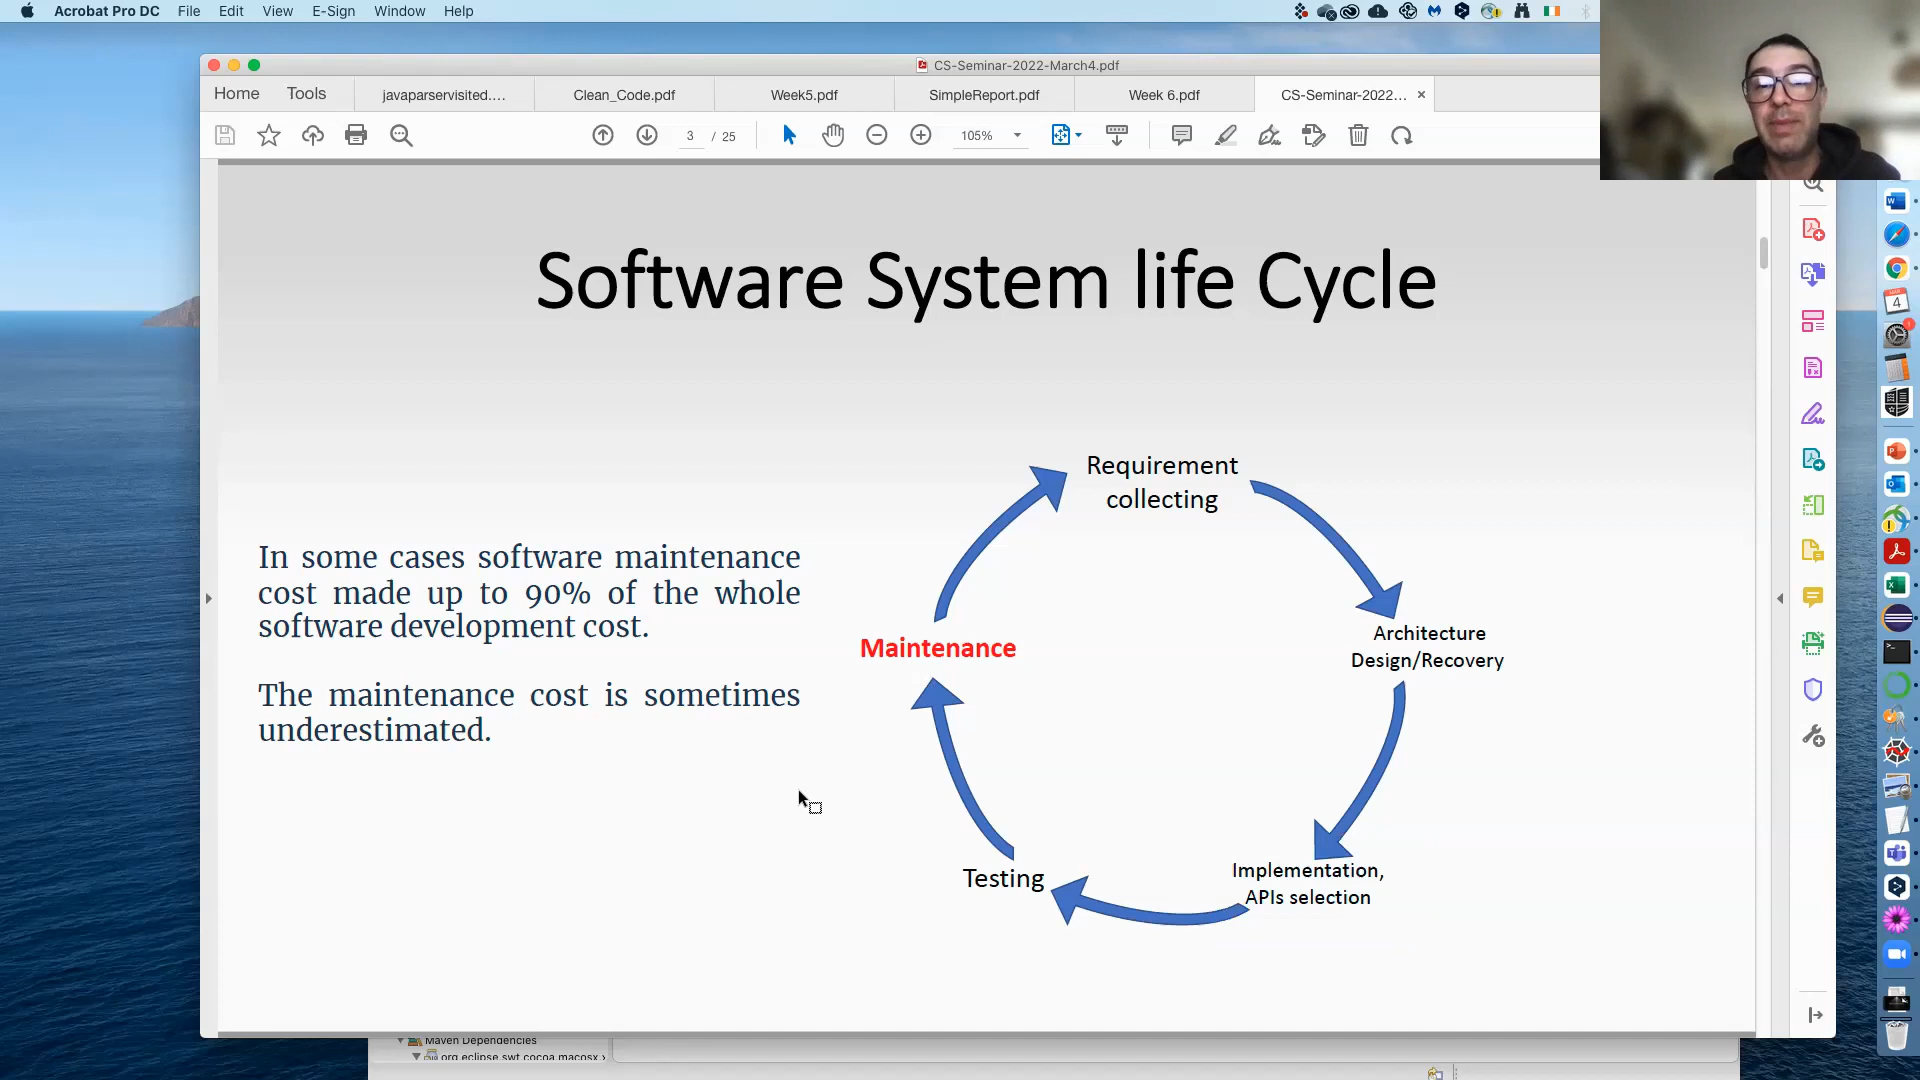 Acrobat Pro DC File Edit View E-Sign Window Help
CS-Seminar-2022-March4.pdf
Home Tools javaparservisited.... Clean_Code.pdf Week5.pdf SimpleReport.pdf Week 6.pdf CS-Seminar-2022... ×
3 / 25 105%
Software System life Cycle
Requirement
collecting
In some cases software maintenance
cost made up to 90% of the whole
software development cost.
Maintenance
Architecture
Design/Recovery
The maintenance cost is sometimes
underestimated.
Testing
Implementation,
APIs selection
Maven Dependencies
org.eclipse.swt.cocoa.macosx.
4